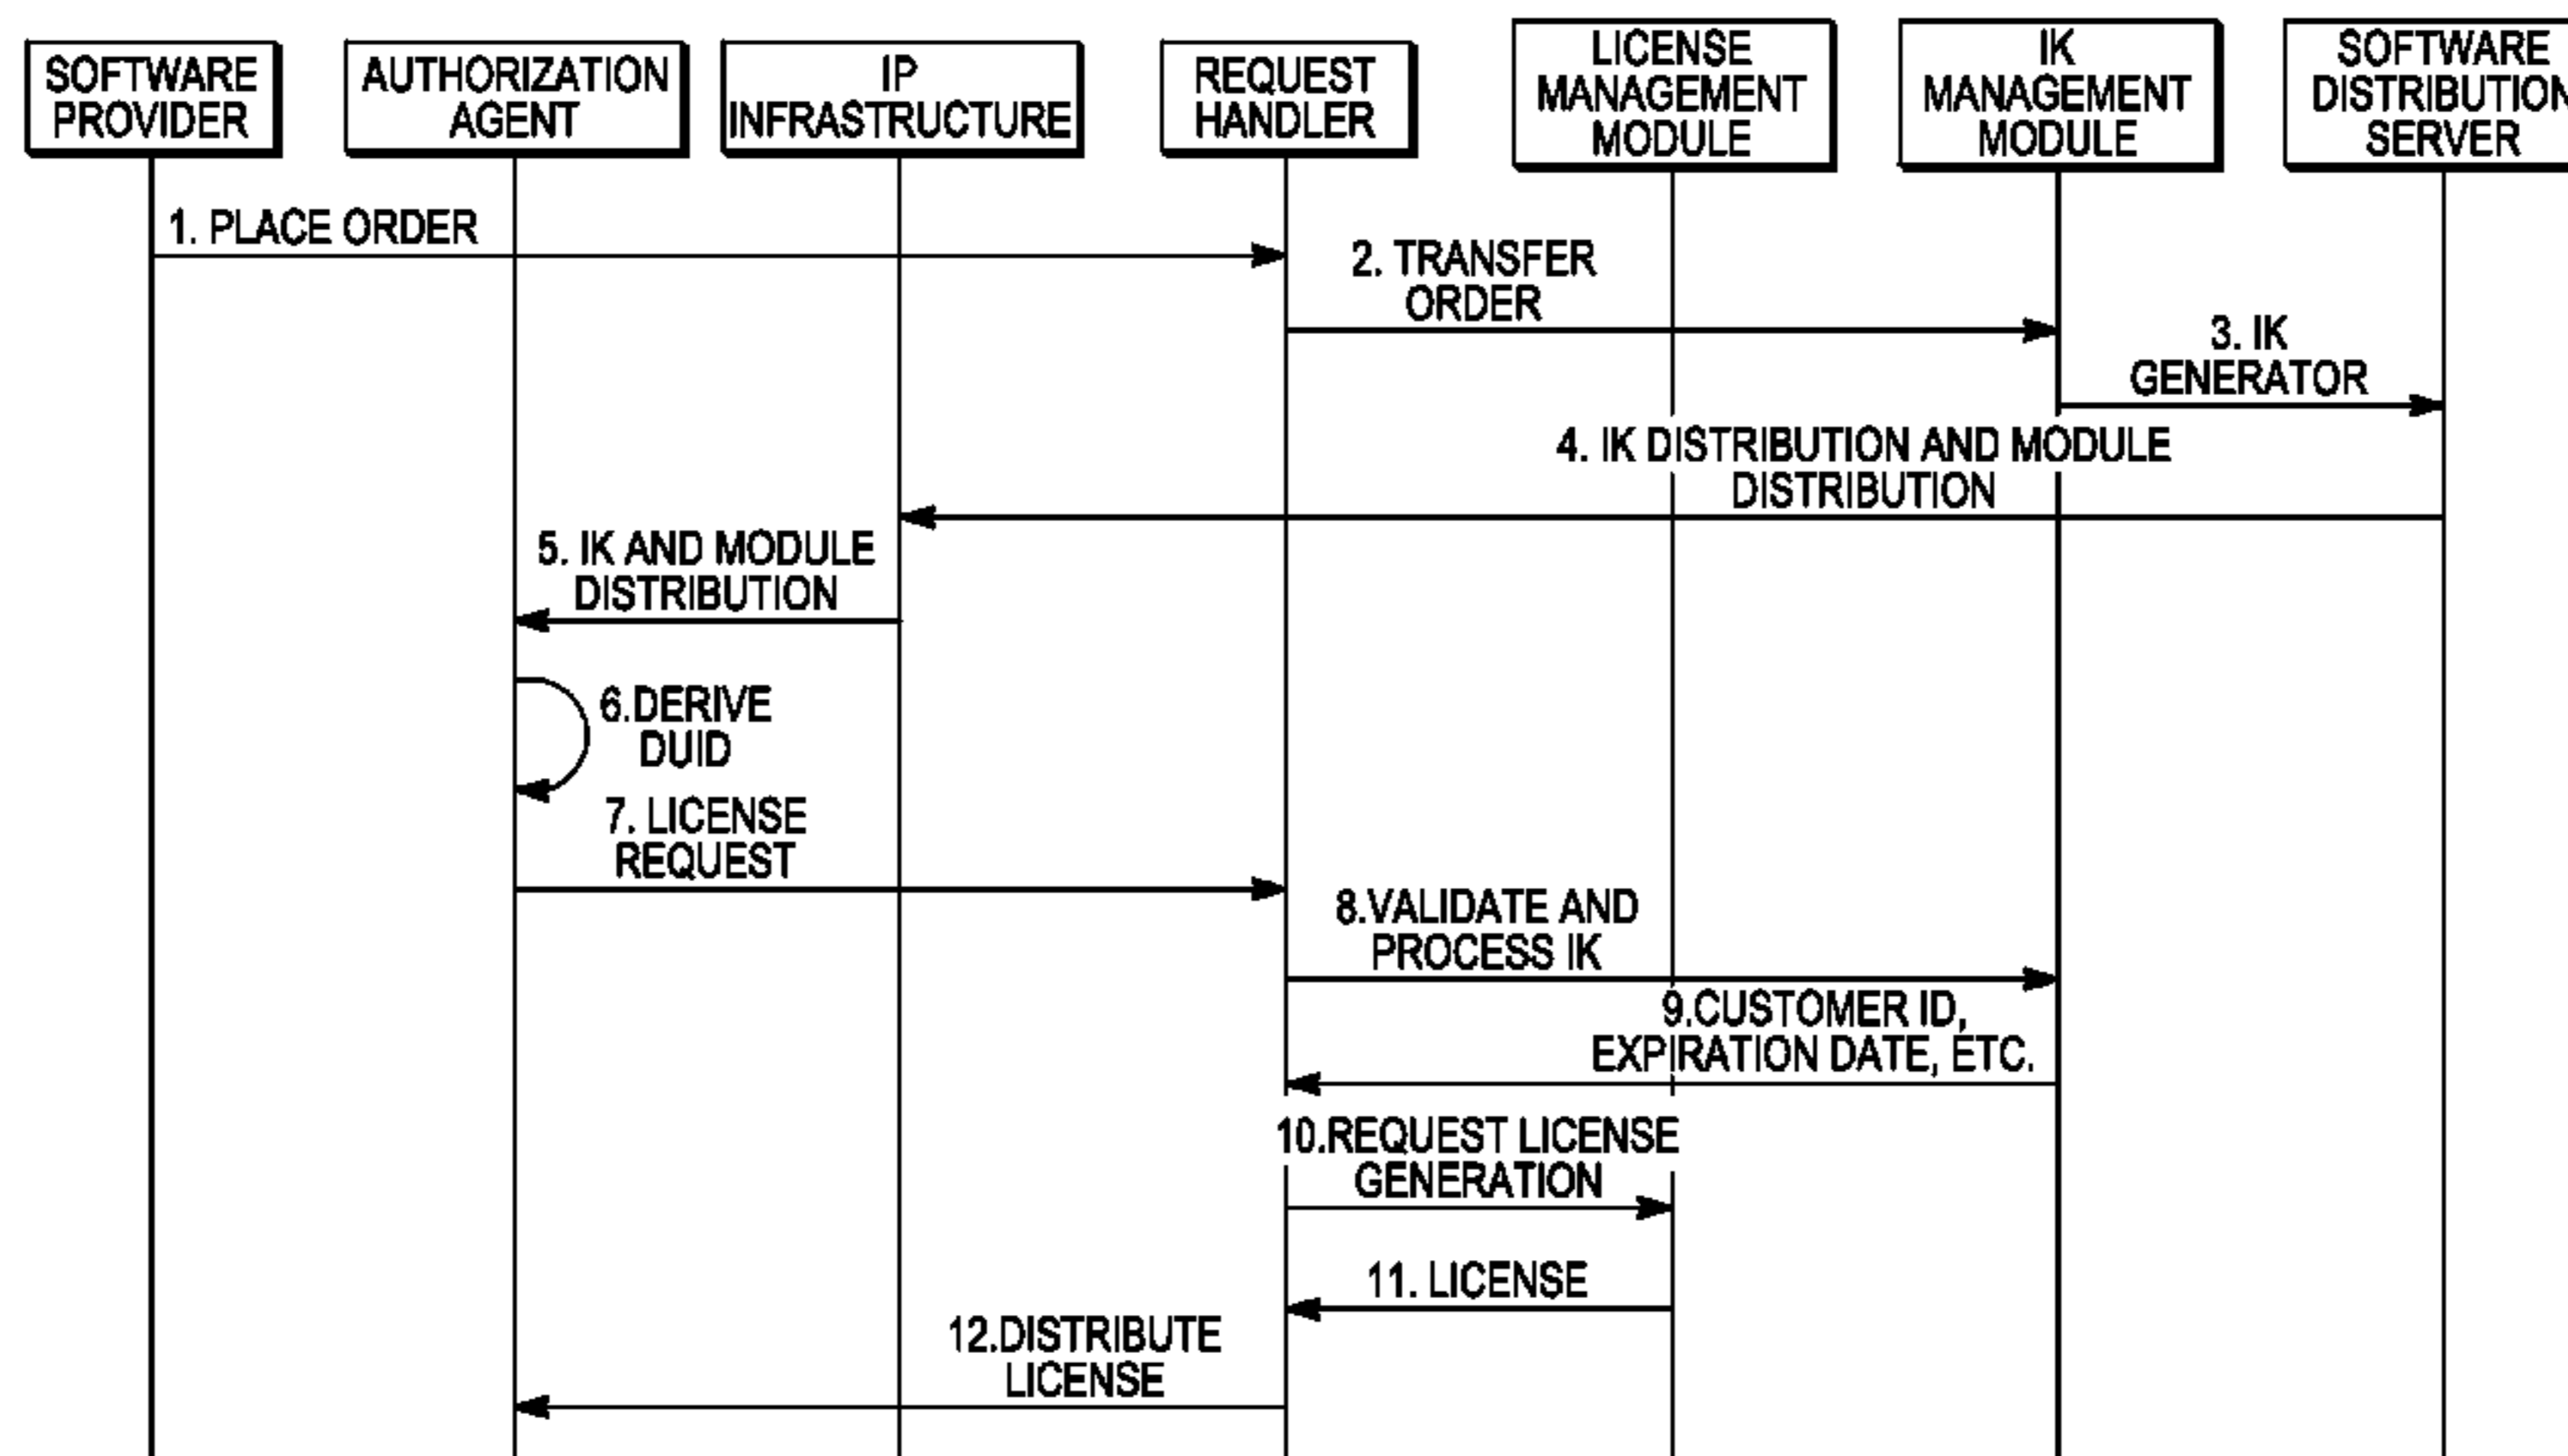 SOFTWARE
PROVIDER
AUTHORIZATION
AGENT
IP
INFRASTRUCTURE
REQUEST
HANDLER
LICENSE
MANAGEMENT
MODULE
IK
MANAGEMENT
MODULE
SOFTWARE
DISTRIBUTION
SERVER
1. PLACE ORDER
2. TRANSFER
ORDER
3. IK
GENERATOR
4. IK DISTRIBUTION AND MODULE
DISTRIBUTION
5. IK AND MODULE
DISTRIBUTION
6.DERIVE
DUID
7. LICENSE
REQUEST
8.VALIDATE AND
PROCESS IK
9.CUSTOMER ID,
EXPIRATION DATE, ETC.
10.REQUEST LICENSE
GENERATION
11. LICENSE
12.DISTRIBUTE
LICENSE